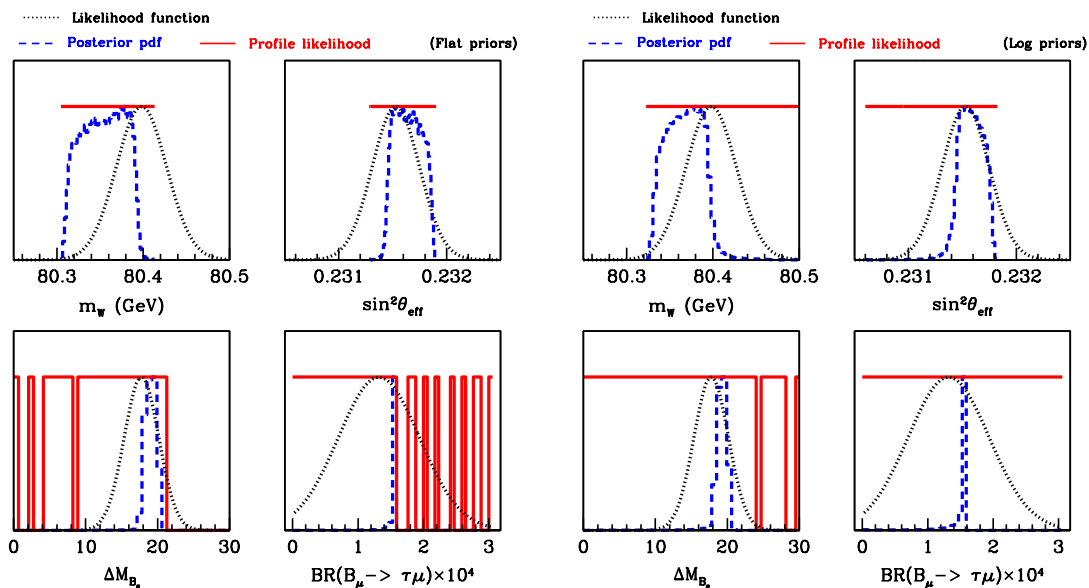 Likelihood function
Posterior pdf Profile likelihood (Flat priors)
80.3 80.4 80.5
m_W (GeV)
0.231 0.232
sin²θ_eff
0 10 20 30
ΔM_Bs
0 1 2 3
BR(B_μ−> τμ)×10⁴
Likelihood function
Posterior pdf Profile likelihood (Log priors)
80.3 80.4 80.5
m_W (GeV)
0.231 0.232
sin²θ_eff
0 10 20 30
ΔM_Bs
0 1 2 3
BR(B_μ−> τμ)×10⁴